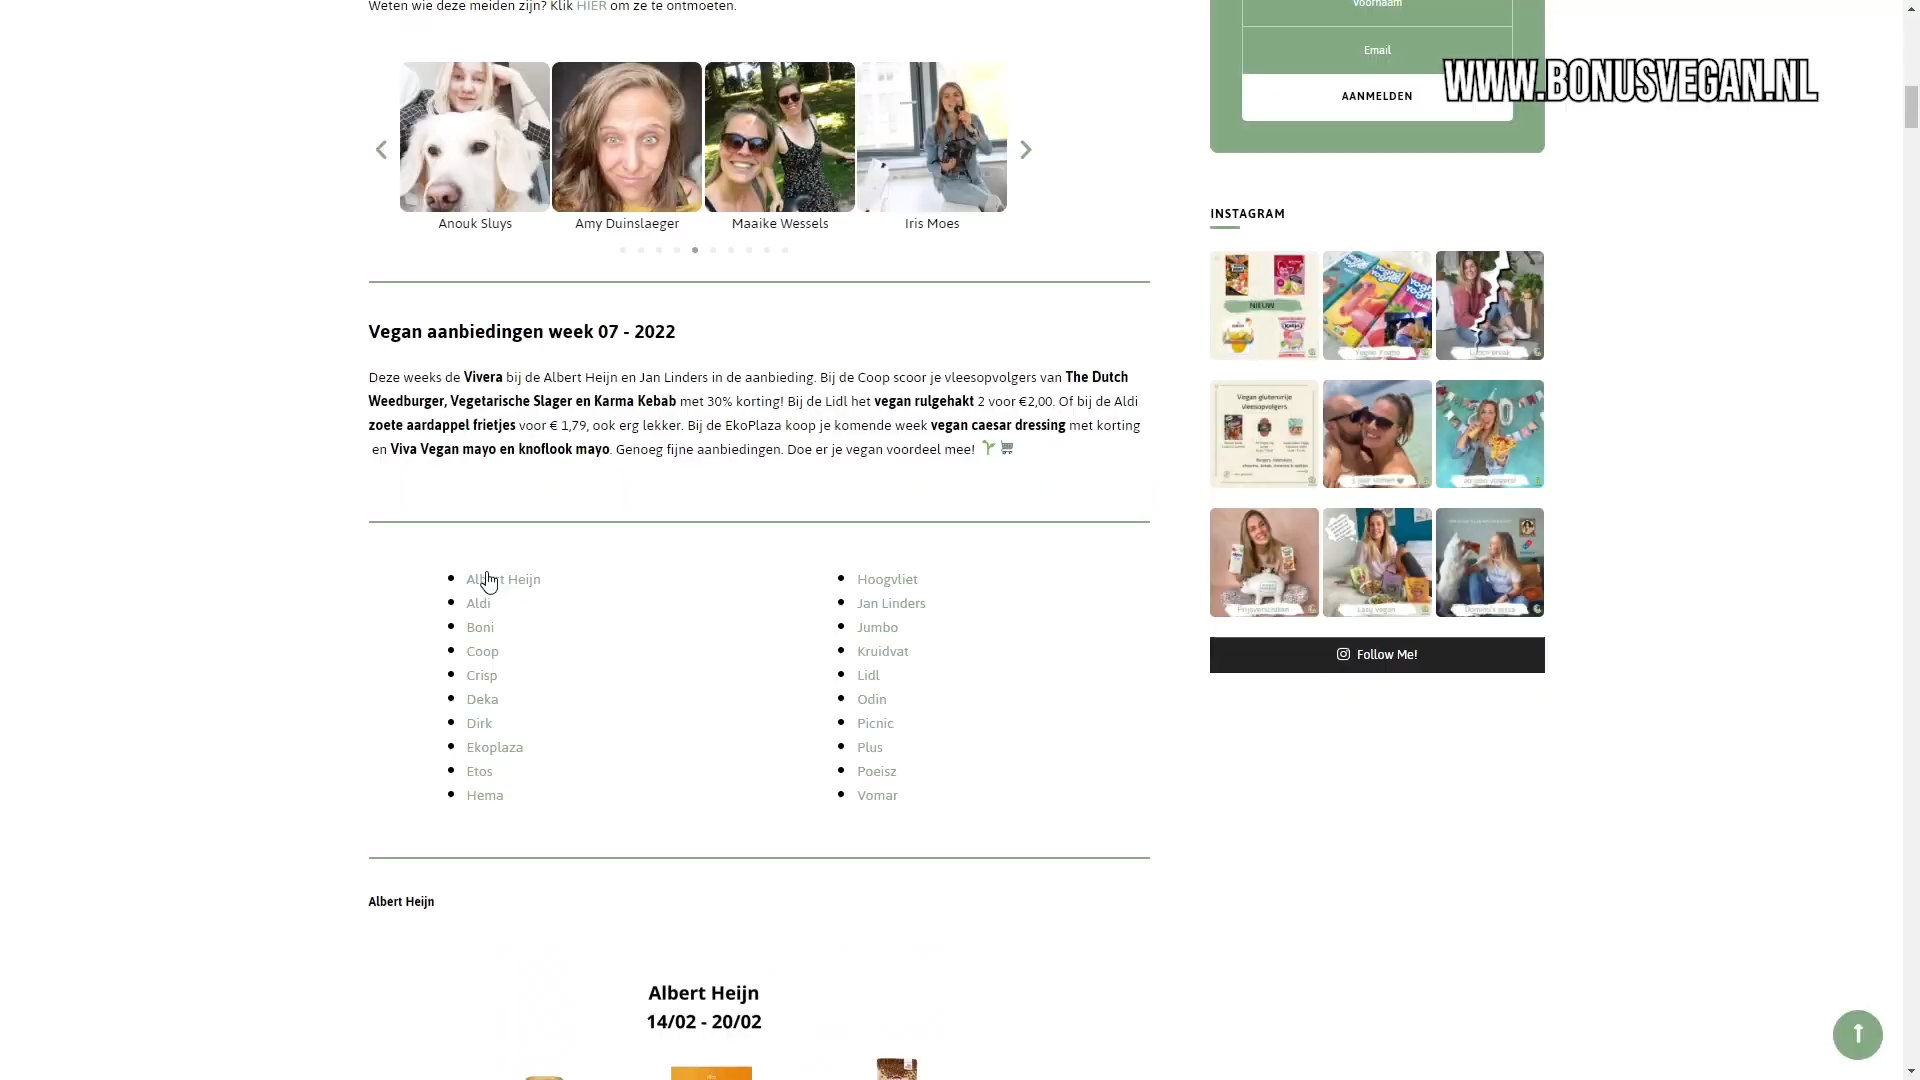 Weten wie deze meiden zijn? Klik HIER om ze te ontmoeten.
Anouk Sluys
Amy Duinslaeger
Maaike Wessels
Iris Moes
Vegan aanbiedingen week 07 - 2022
Deze weeks de Vivera bij de Albert Heijn en Jan Linders in de aanbieding. Bij de Coop scoor je vleesopvolgers van The Dutch
Weedburger, Vegetarische Slager en Karma Kebab met 30% korting! Bij de Lidl het vegan rulgehakt 2 voor €2,00. Of bij de Aldi
zoete aardappel frietjes voor € 1,79, ook erg lekker. Bij de EkoPlaza koop je komende week vegan caesar dressing met korting
en Viva Vegan mayo en knoflook mayo. Genoeg fijne aanbiedingen. Doe er je vegan voordeel mee!
Albert Heijn
Aldi
Boni
Coop
Crisp
Deka
Dirk
Ekoplaza
Etos
Hema
Hoogvliet
Jan Linders
Jumbo
Kruidvat
Lidl
Odin
Picnic
Plus
Poeisz
Vomar
Albert Heijn
Albert Heijn
14/02 - 20/02
Voornaam
Email
AANMELDEN
WWW.BONUSVEGAN.NL
INSTAGRAM
NIEUW
Vegan glutenvrije
vleesopvolgers
Lazy vegan
Follow Me!